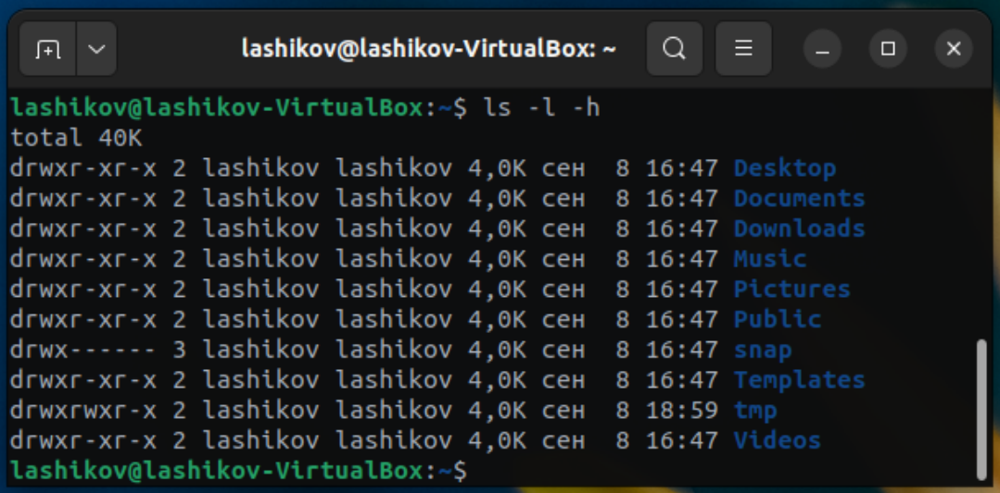 lashikov@lashikov-VirtualBox: ~
lashikov@lashikov-VirtualBox:~$ ls -l -h
total 40K
drwxr-xr-x 2 lashikov lashikov 4,0K сен  8 16:47 Desktop
drwxr-xr-x 2 lashikov lashikov 4,0K сен  8 16:47 Documents
drwxr-xr-x 2 lashikov lashikov 4,0K сен  8 16:47 Downloads
drwxr-xr-x 2 lashikov lashikov 4,0K сен  8 16:47 Music
drwxr-xr-x 2 lashikov lashikov 4,0K сен  8 16:47 Pictures
drwxr-xr-x 2 lashikov lashikov 4,0K сен  8 16:47 Public
drwx------ 3 lashikov lashikov 4,0K сен  8 16:47 snap
drwxr-xr-x 2 lashikov lashikov 4,0K сен  8 16:47 Templates
drwxrwxr-x 2 lashikov lashikov 4,0K сен  8 18:59 tmp
drwxr-xr-x 2 lashikov lashikov 4,0K сен  8 16:47 Videos
lashikov@lashikov-VirtualBox:~$